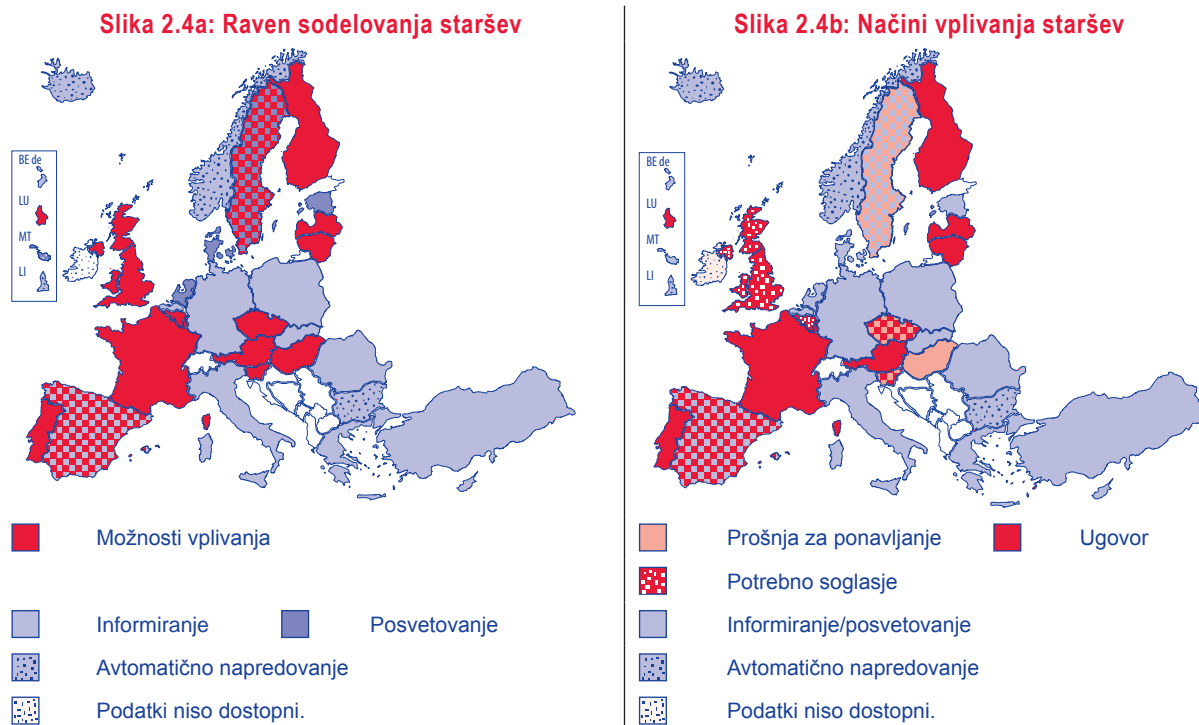 Slika 2.4a: Raven sodelovanja staršev
BE de
LU
MT
LI
Možnosti vplivanja
Informiranje
Posvetovanje
Avtomatično napredovanje
Podatki niso dostopni.
Slika 2.4b: Načini vplivanja staršev
BE de
LU
MT
LI
Prošnja za ponavljanje
Ugovor
Potrebno soglasje
Informiranje/posvetovanje
Avtomatično napredovanje
Podatki niso dostopni.